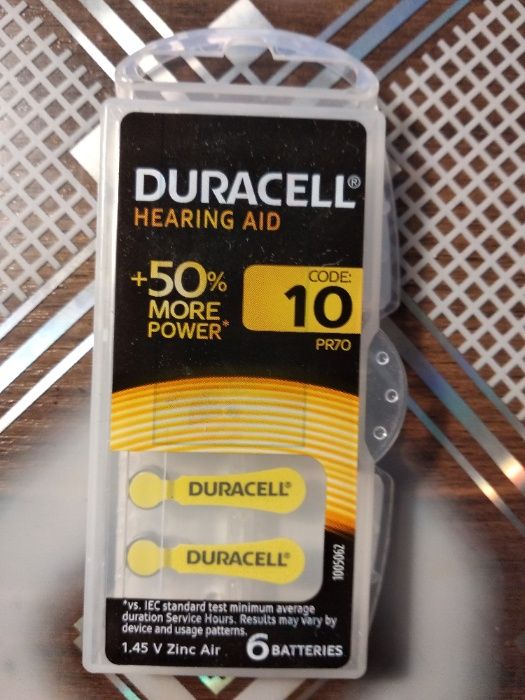 DURACELL®
HEARING AID
+50%
MORE
POWER*
CODE:
10
PR70
DURACELL®
DURACELL®
1005062
*vs. IEC standard test minimum average
duration Service Hours. Results may vary by
device and usage patterns.
1.45 V Zinc Air
6 BATTERIES